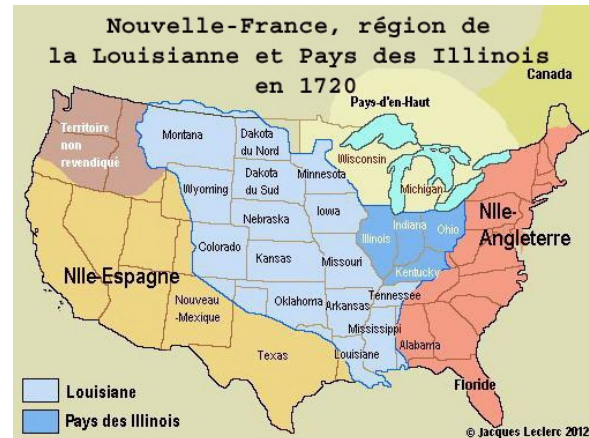 Nouvelle-France, région de
la Louisianne et Pays des Illinois
en 1720
Canada
Pays-d'en-Haut
Territoire
non
revendiqué
Montana
Dakota
du Nord
Minnesota
Wisconsin
Michigan
Wyoming
Dakota
du Sud
Iowa
Nebraska
Illinois
Indiana
Ohio
Nlle-
Angleterre
Colorado
Kansas
Missouri
Kentucky
Nlle-Espagne
Nouveau
-Mexique
Oklahoma
Arkansas
Tennessee
Mississippi
Alabama
Texas
Louisiane
Floride
Louisiane
Pays des Illinois
© Jacques Leclerc 2012